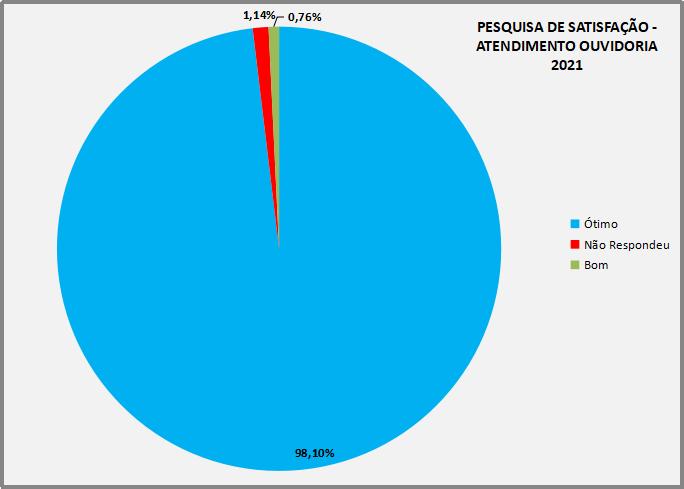 1,14%
0,76%
PESQUISA DE SATISFAÇÃO -
ATENDIMENTO OUVIDORIA
2021
Ótimo
Não Respondeu
Bom
98,10%